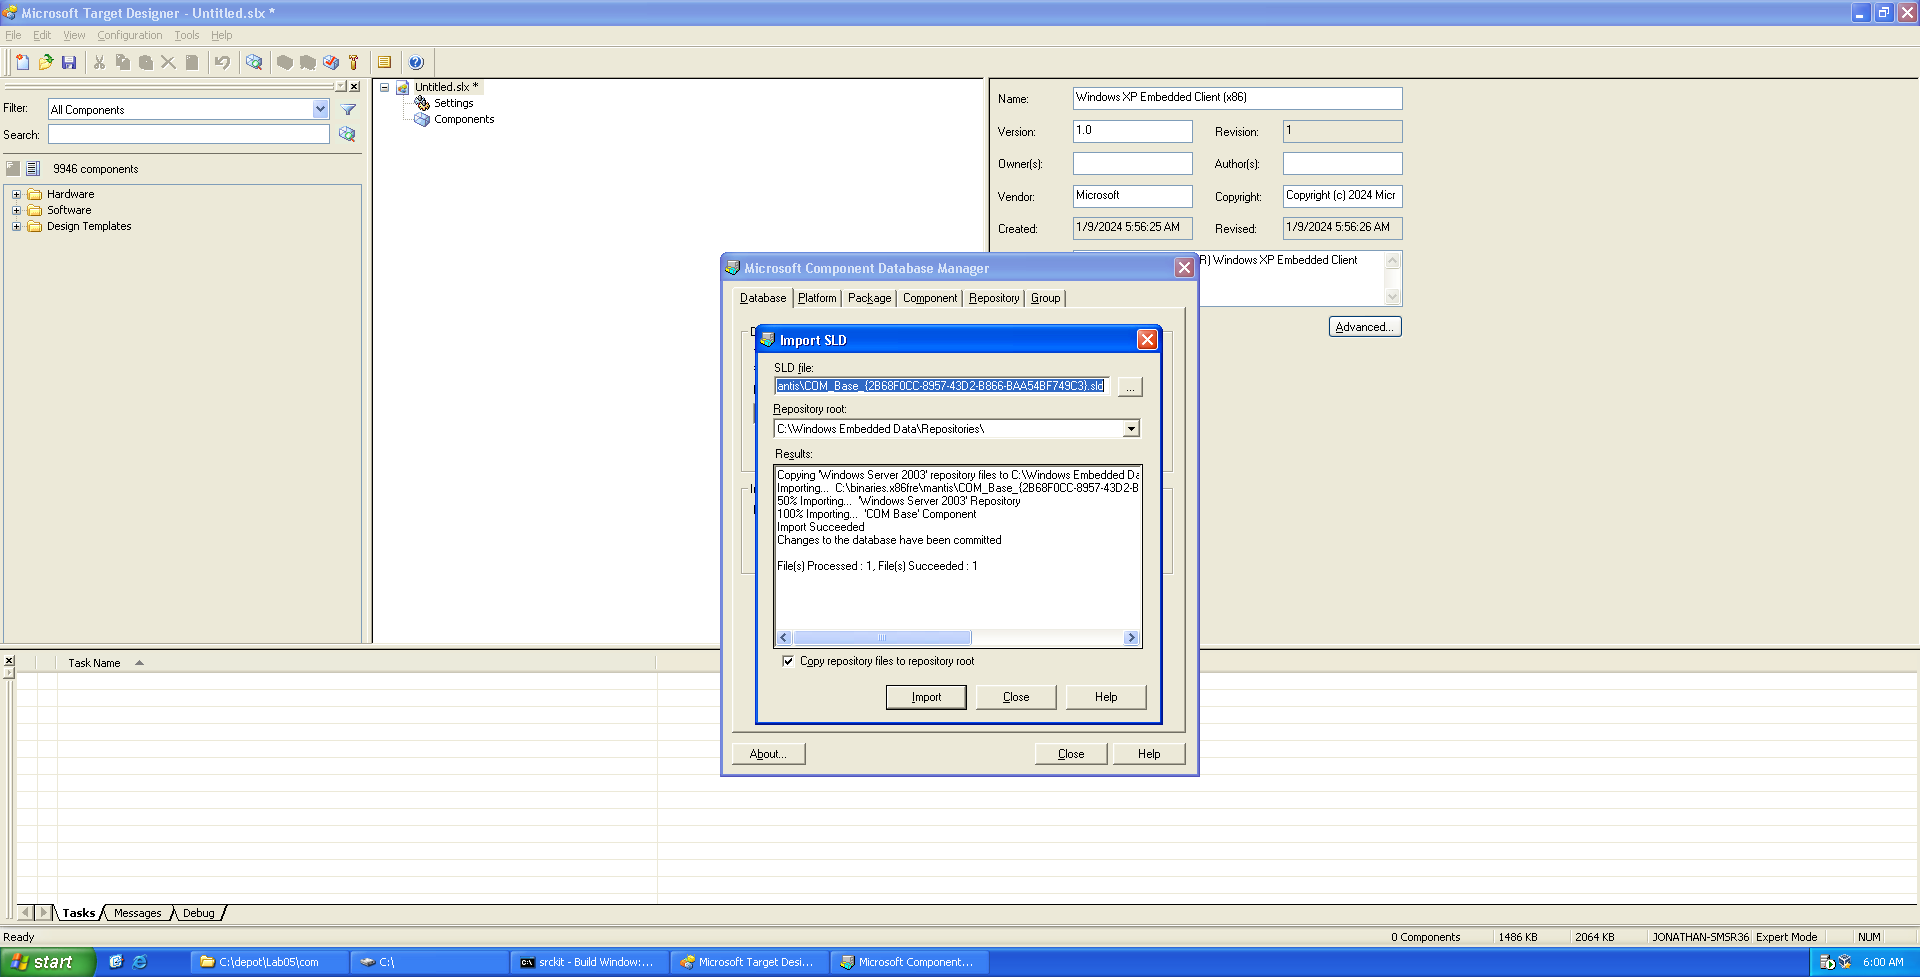 Microsoft Target Designer - Untitled.slx *
File Edit View Configuration Tools Help
Filter: All Components
Search:
9946 components
Hardware
Software
Design Templates
Untitled.slx *
Settings
Components
Name: Windows XP Embedded Client (x86)
Version: 1.0 Revision: 1
Owner(s): Author(s):
Vendor: Microsoft Copyright: Copyright (c) 2024 Micr
Created: 1/9/2024 5:56:25 AM Revised: 1/9/2024 5:56:26 AM
R) Windows XP Embedded Client
Advanced...
Microsoft Component Database Manager
Database Platform Package Component Repository Group
Import SLD
SLD file:
antis\COM_Base_{2B68F0CC-8957-43D2-B866-BAA54BF749C3}.sld ...
Repository root:
C:\Windows Embedded Data\Repositories\
Results:
Copying 'Windows Server 2003' repository files to C:\Windows Embedded Da
Importing... C:\binaries.x86fre\mantis\COM_Base_{2B68F0CC-8957-43D2-B
50% Importing... 'Windows Server 2003' Repository
100% Importing... 'COM Base' Component
Import Succeeded
Changes to the database have been committed
File(s) Processed : 1, File(s) Succeeded : 1
Copy repository files to repository root
Import Close Help
About... Close Help
Task Name
Tasks Messages Debug
Ready 0 Components 1486 KB 2064 KB JONATHAN-SMSR36 Expert Mode NUM
start C:\depot\Lab05\com C:\ srckit - Build Window:... Microsoft Target Desi... Microsoft Component... 6:00 AM